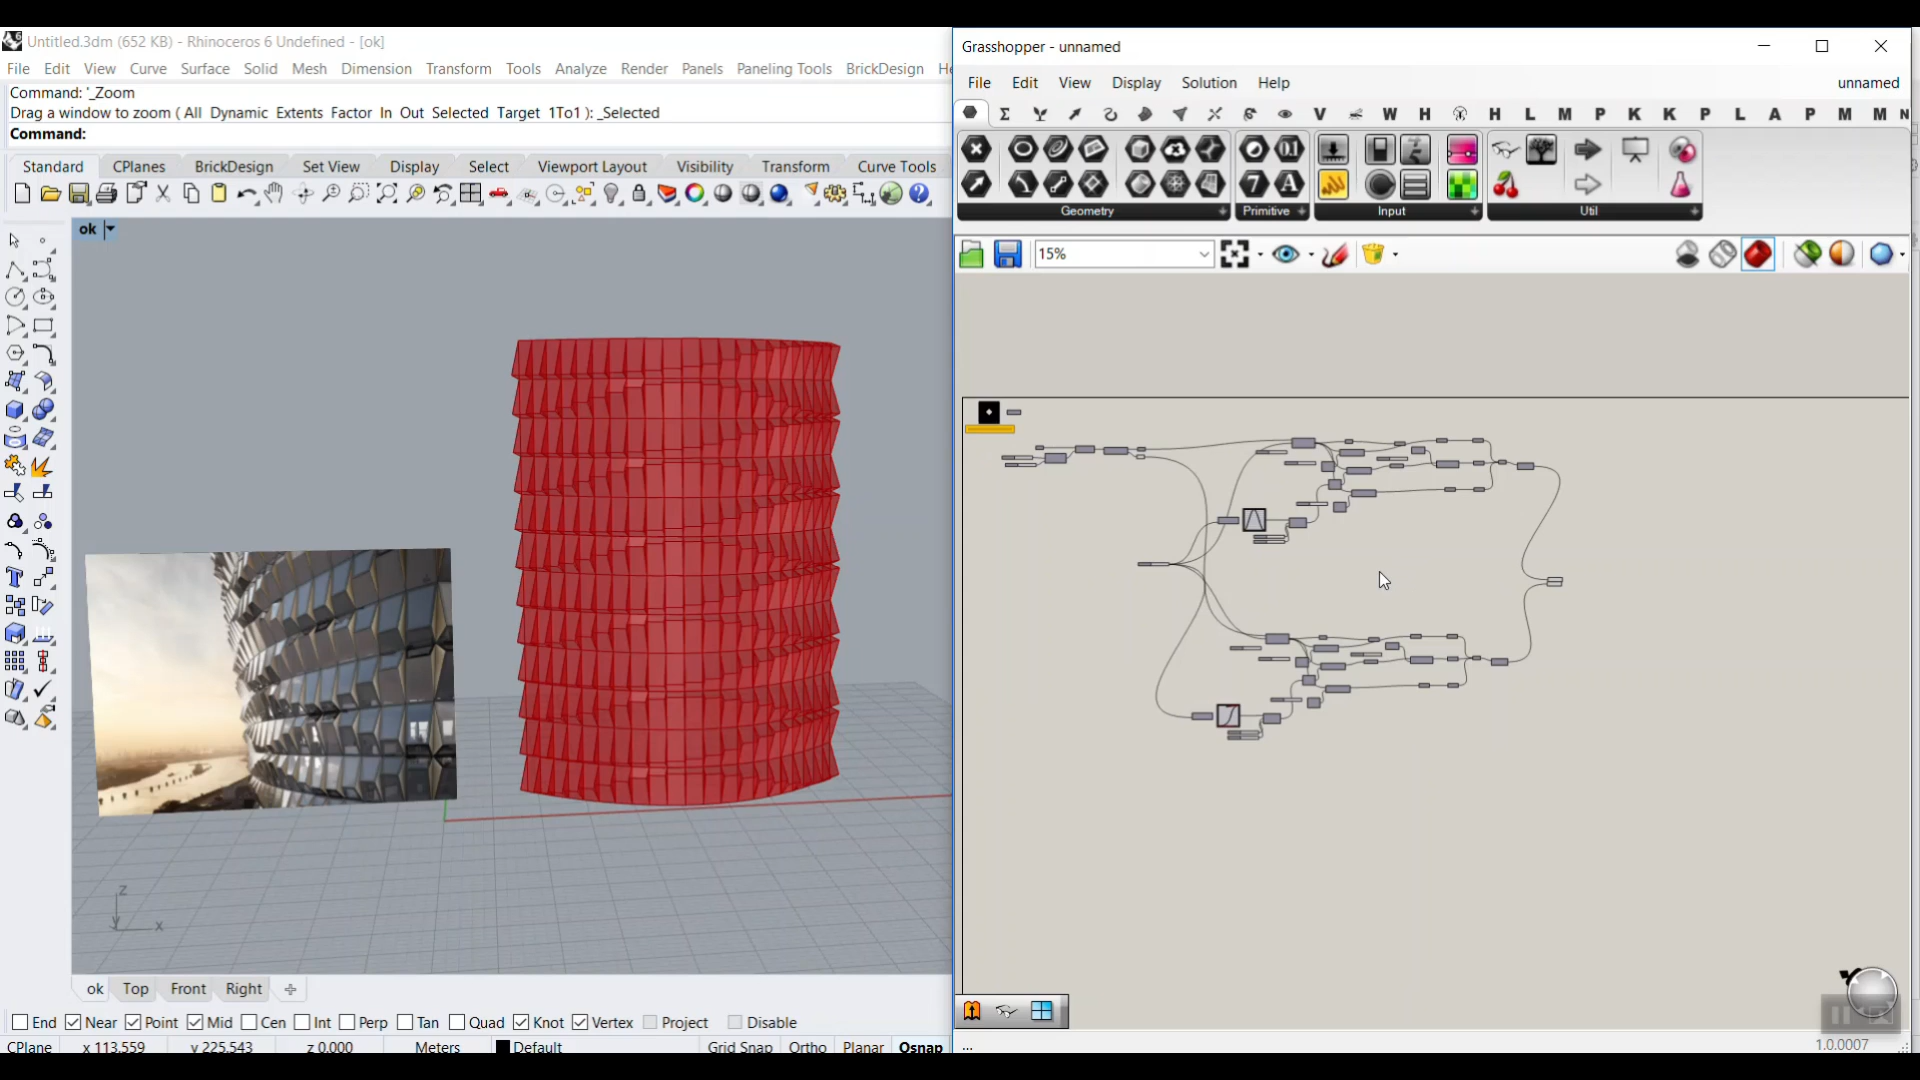 Untitled.3dm (652 KB) - Rhinoceros 6 Undefined - [ok]
File Edit View Curve Surface Solid Mesh Dimension Transform Tools Analyze Render Panels Paneling Tools BrickDesign He
Command: '_Zoom
Drag a window to zoom ( All Dynamic Extents Factor In Out Selected Target 1To1 ): _Selected
Command:
Standard CPlanes BrickDesign Set View Display Select Viewport Layout Visibility Transform Curve Tools
ok
z
y
x
ok Top Front Right
End Near Point Mid Cen Int Perp Tan Quad Knot Vertex Project Disable
CPlane x 113.559 y 225.543 z 0.000 Meters Default Grid Snap Ortho Planar Osnap
Grasshopper - unnamed
File Edit View Display Solution Help unnamed
V W H H L M P K K P L A P M M N
Geometry Primitive Input Util
15%
...
1.0.0007